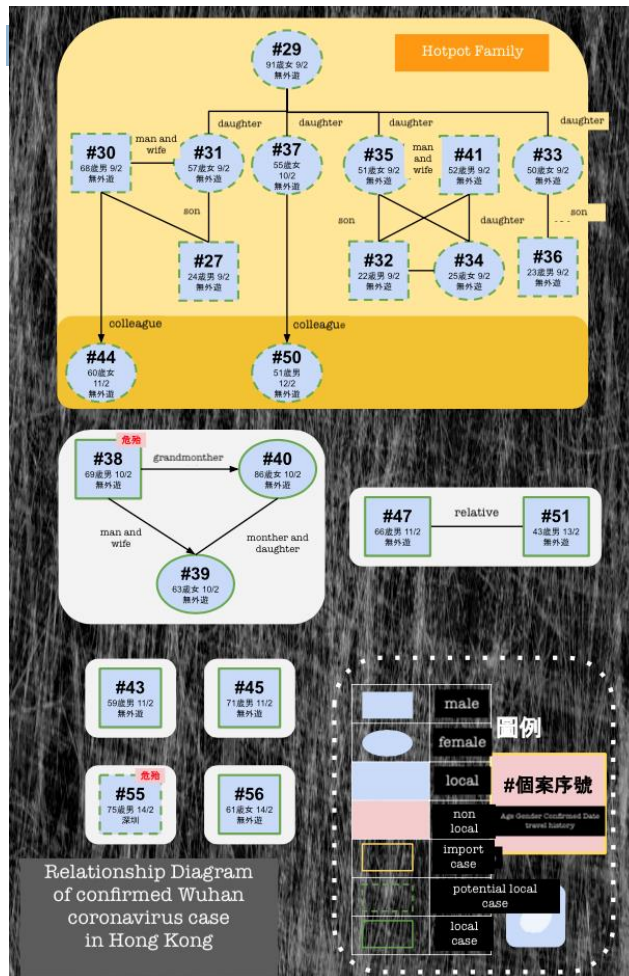 #29
91歲女 9/2
無外遊
Hotpot Family
daughter
daughter
daughter
daughter
#30
68歲男 9/2
無外遊
man and
wife
#31
57歲女 9/2
無外遊
#37
55歲女
10/2
無外遊
#35
51歲女 9/2
無外遊
man
and
wife
#41
52歲男 9/2
無外遊
#33
50歲女 9/2
無外遊
son
son
daughter
son
#27
24歲男 9/2
無外遊
#32
22歲男 9/2
無外遊
#34
25歲女 9/2
無外遊
#36
23歲男 9/2
無外遊
colleague
colleague
#44
60歲女
11/2
無外遊
#50
51歲男
12/2
無外遊
危殆
#38
69歲男 10/2
無外遊
grandmonther
#40
86歲女 10/2
無外遊
man and
wife
monther and
daughter
#39
63歲女 10/2
無外遊
#47
66歲男 11/2
無外遊
relative
#51
43歲男 13/2
無外遊
#43
59歲男 11/2
無外遊
#45
71歲男 11/2
無外遊
危殆
#55
75歲男 14/2
深圳
#56
61歲女 14/2
無外遊
圖例
male
female
local
non
local
import
case
potential local
case
local
case
#個案序號
Age Gender Confirmed Date
travel history
Relationship Diagram
of confirmed Wuhan
coronavirus case
in Hong Kong